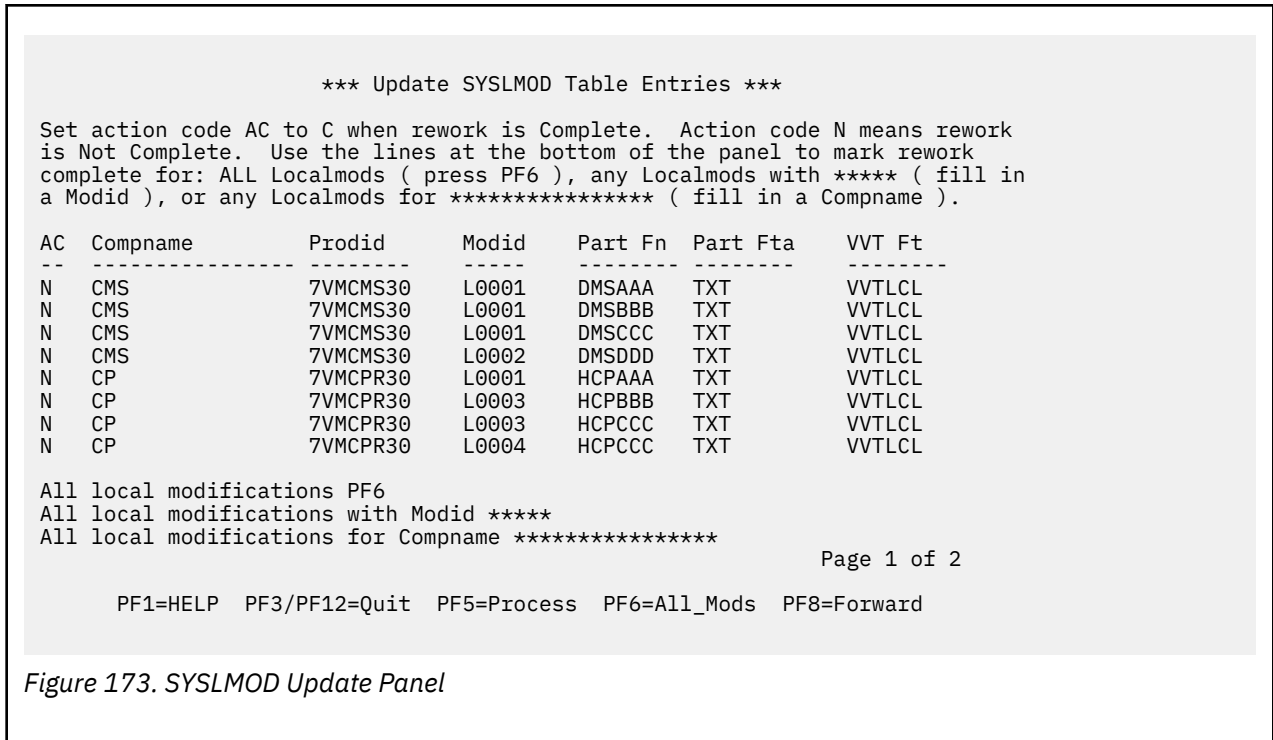 *** Update SYSLMOD Table Entries ***
Set action code AC to C when rework is Complete.  Action code N means rework
is Not Complete.  Use the lines at the bottom of the panel to mark rework
complete for: ALL Localmods ( press PF6 ), any Localmods with ***** ( fill in
a Modid ), or any Localmods for **************** ( fill in a Compname ).
AC  Compname         Prodid      Modid    Part Fn  Part Fta     VVT Ft
--  ---------------- --------    -----    -------- --------     --------
N   CMS              7VMCMS30    L0001    DMSAAA   TXT          VVTLCL
N   CMS              7VMCMS30    L0001    DMSBBB   TXT          VVTLCL
N   CMS              7VMCMS30    L0001    DMSCCC   TXT          VVTLCL
N   CMS              7VMCMS30    L0002    DMSDDD   TXT          VVTLCL
N   CP               7VMCPR30    L0001    HCPAAA   TXT          VVTLCL
N   CP               7VMCPR30    L0003    HCPBBB   TXT          VVTLCL
N   CP               7VMCPR30    L0003    HCPCCC   TXT          VVTLCL
N   CP               7VMCPR30    L0004    HCPCCC   TXT          VVTLCL
All local modifications PF6
All local modifications with Modid *****
All local modifications for Compname ****************
Page 1 of 2
PF1=HELP  PF3/PF12=Quit  PF5=Process  PF6=All_Mods  PF8=Forward
Figure 173. SYSLMOD Update Panel